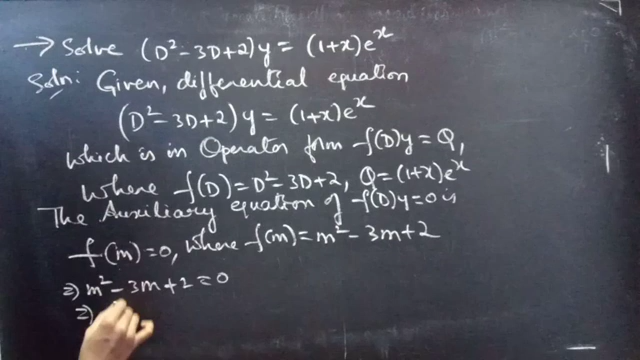 → Solve (D²-3D+2)y = (1+x)eˣ
Soln: Given, differential equation
(D²-3D+2)y = (1+x)eˣ
which is in Operator form f(D)y = Q,
where f(D) = D²-3D+2, Q = (1+x)eˣ
The Auxiliary equation of f(D)y=0 is
f(m) = 0, where f(m) = m²-3m+2
⇒ m²-3m+2 = 0
⇒